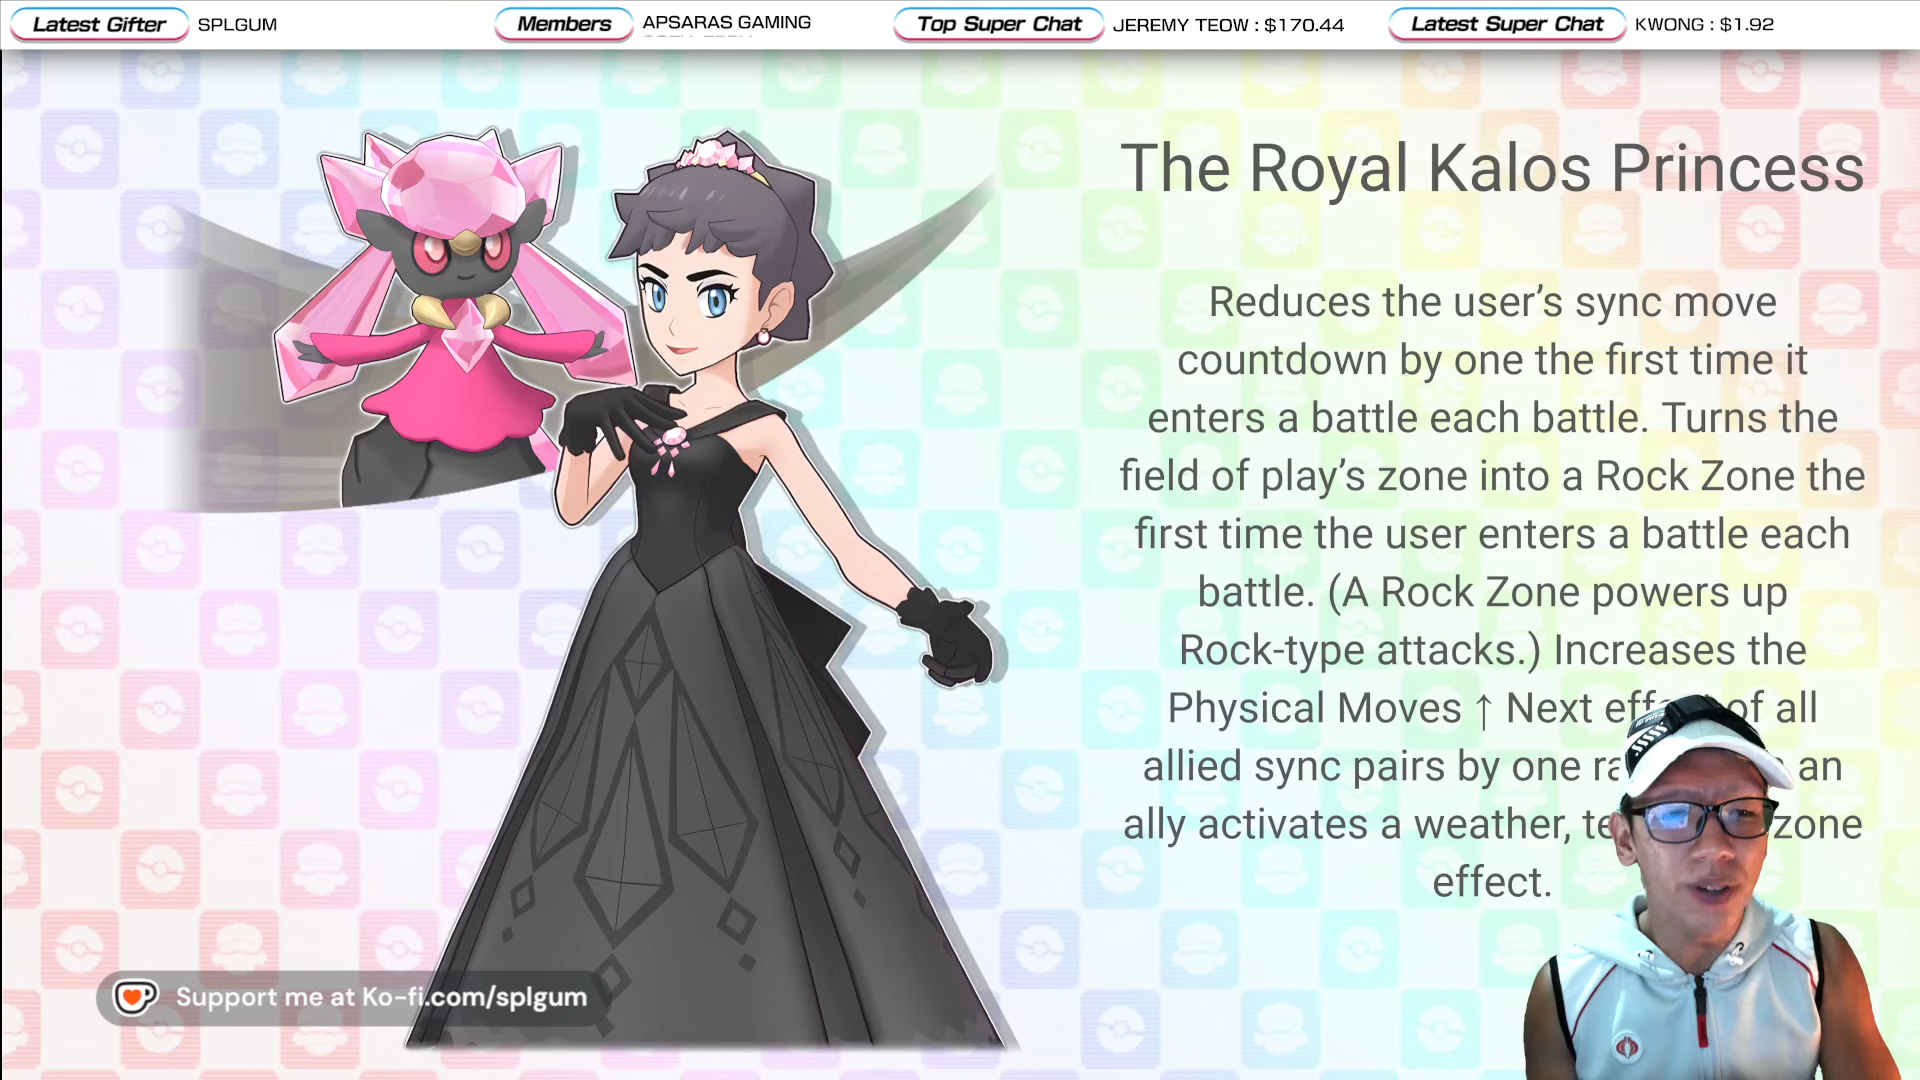 Latest Gifter SPLGUM Members APSARAS GAMING Top Super Chat JEREMY TEOW : $170.44 Latest Super Chat KWONG : $1.92
The Royal Kalos Princess
Reduces the user’s sync move
countdown by one the first time it
enters a battle each battle. Turns the
field of play’s zone into a Rock Zone the
first time the user enters a battle each
battle. (A Rock Zone powers up
Rock-type attacks.) Increases the
Physical Moves ↑ Next of all
allied sync pairs by one an
ally activates a weather, zone
effect.
Support me at Ko-fi.com/splgum